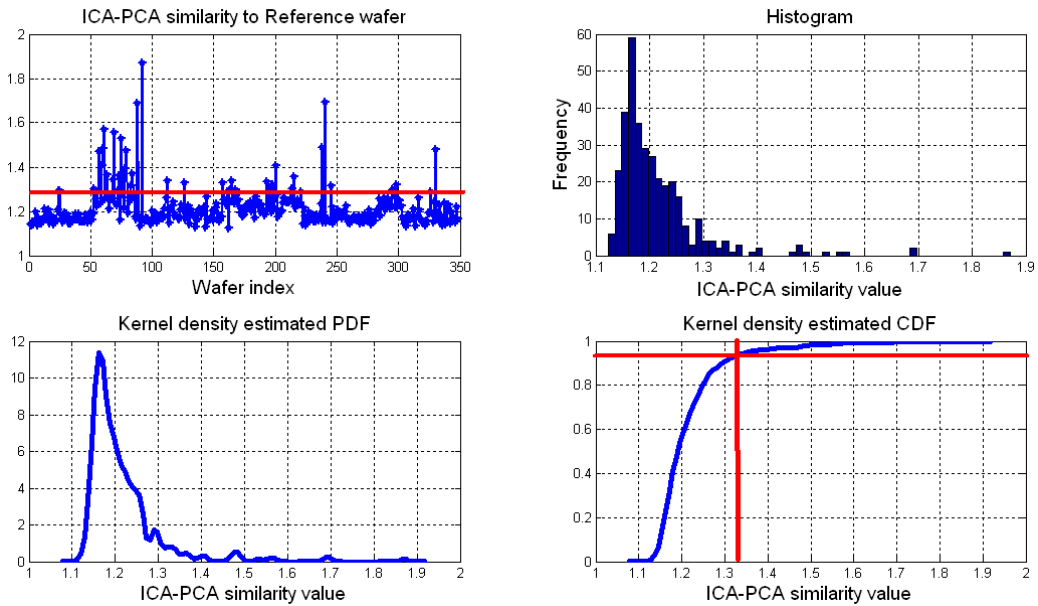 ICA-PCA similarity to Reference wafer
2
1.8
1.6
1.4
1.2
1
0 50 100 150 200 250 300 350
Wafer index
Histogram
Frequency
60
50
40
30
20
10
0
1.1 1.2 1.3 1.4 1.5 1.6 1.7 1.8 1.9
ICA-PCA similarity value
Kernel density estimated PDF
12
10
8
6
4
2
0
1 1.1 1.2 1.3 1.4 1.5 1.6 1.7 1.8 1.9 2
ICA-PCA similarity value
Kernel density estimated CDF
1
0.8
0.6
0.4
0.2
0
1 1.1 1.2 1.3 1.4 1.5 1.6 1.7 1.8 1.9 2
ICA-PCA similarity value